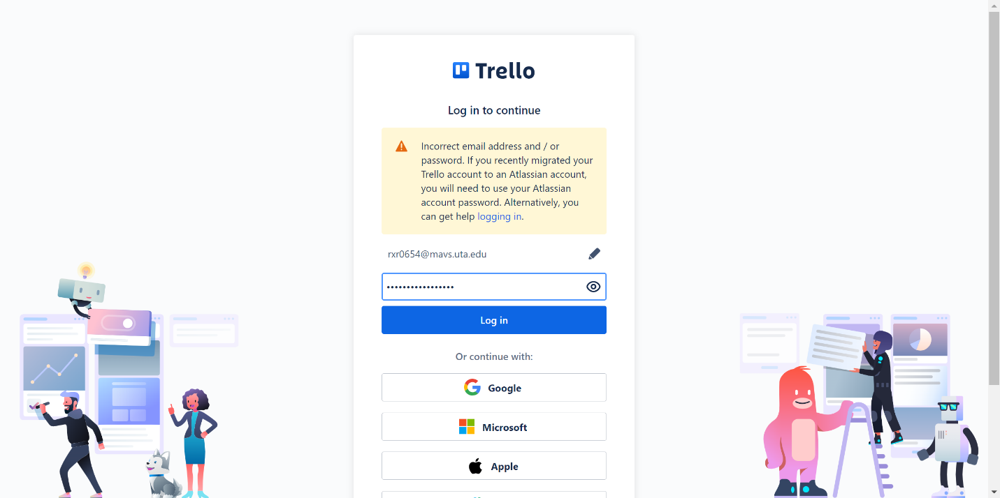 Trello
Log in to continue
Incorrect email address and / or
password. If you recently migrated your
Trello account to an Atlassian account,
you will need to use your Atlassian
account password. Alternatively, you
can get help logging in.
rxr0654@mavs.uta.edu
•••••••••••••••••
Log in
Or continue with:
Google
Microsoft
Apple